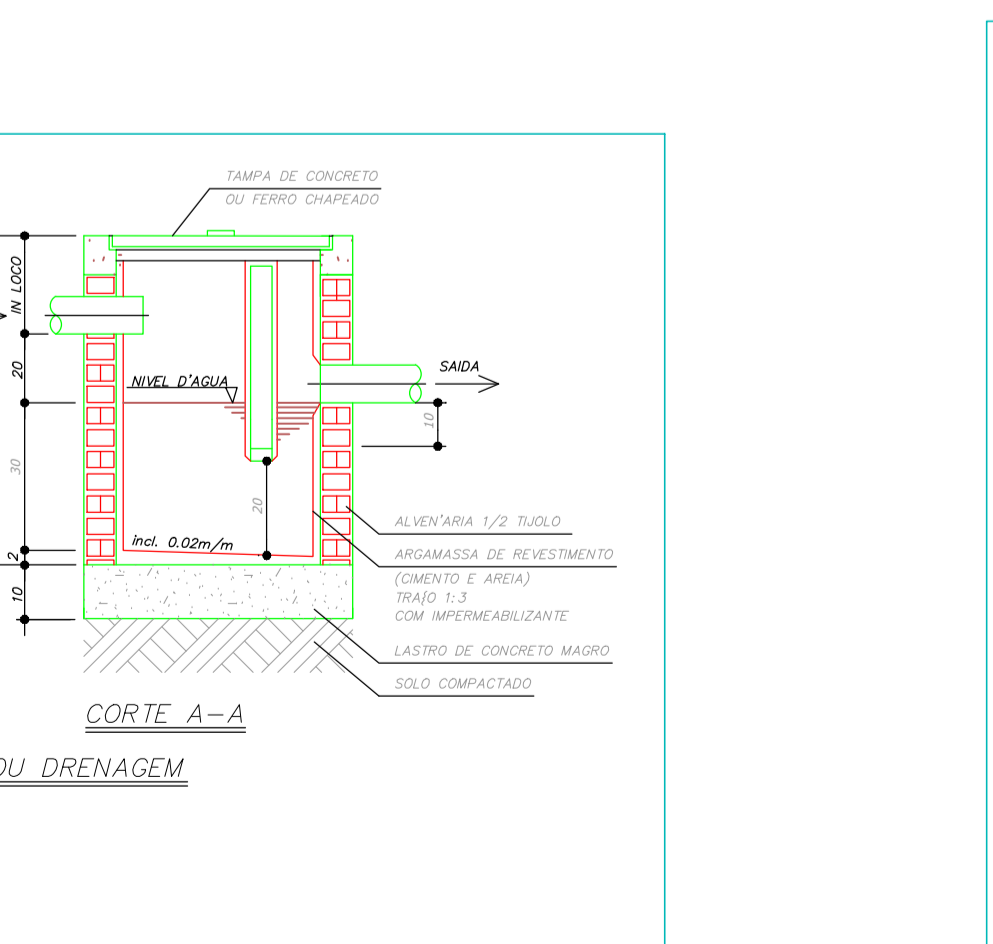 TAMPA DE CONCRETO
OU FERRO CHAPEADO
IN LOCO
20
NIVEL D'AGUA
SAIDA
10
30
20
incl. 0.02m/m
2
10
ALVEN'ARIA 1/2 TIJOLO
ARGAMASSA DE REVESTIMENTO
(CIMENTO E AREIA)
TRA{O 1:3
COM IMPERMEABILIZANTE
LASTRO DE CONCRETO MAGRO
SOLO COMPACTADO
CORTE A-A
OU DRENAGEM